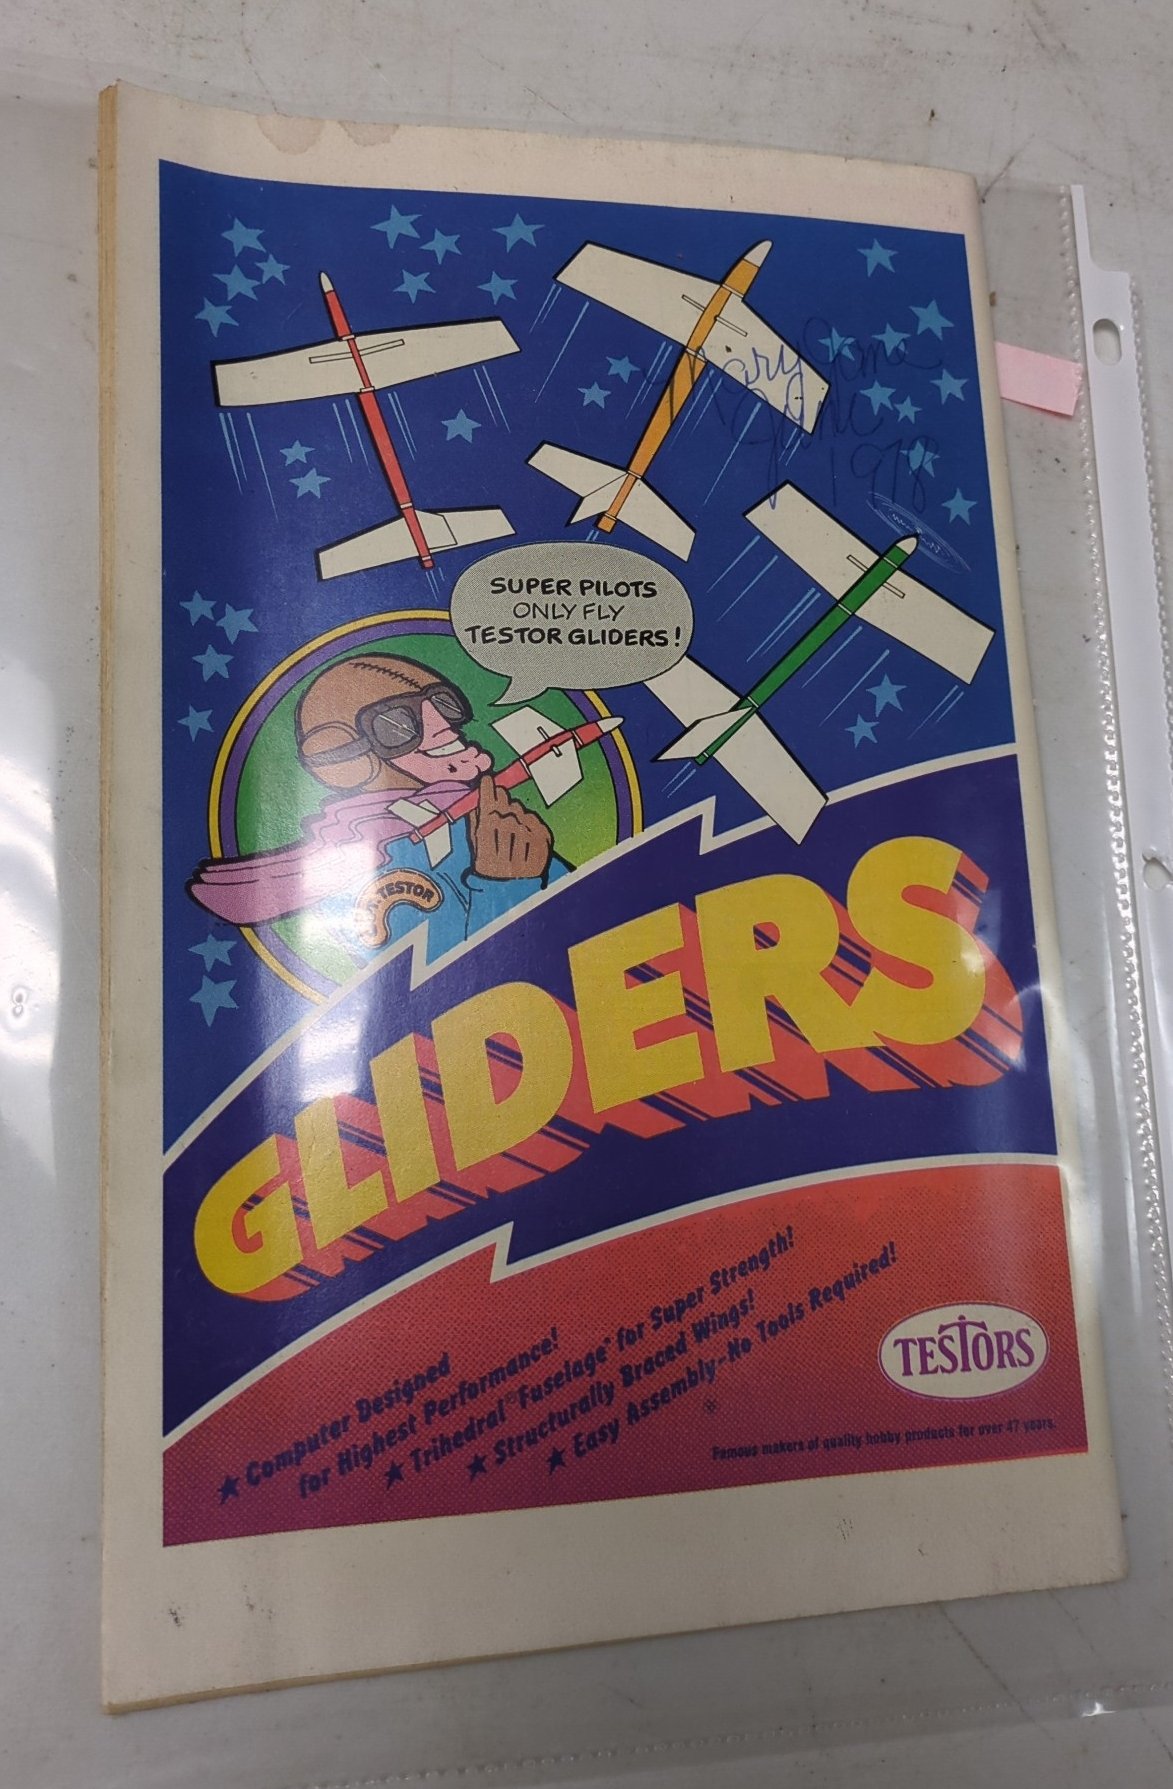 Mary Jane
June
1978
SUPER PILOTS
ONLY FLY
TESTOR GLIDERS!
TESTOR
GLIDERS
★ Computer Designed
for Highest Performance!
★ Trihedral® Fuselage* for Super Strength!
★ Structurally Braced Wings!
★ Easy Assembly-No Tools Required!
TESTORS
Famous makers of quality hobby products for over 47 years.